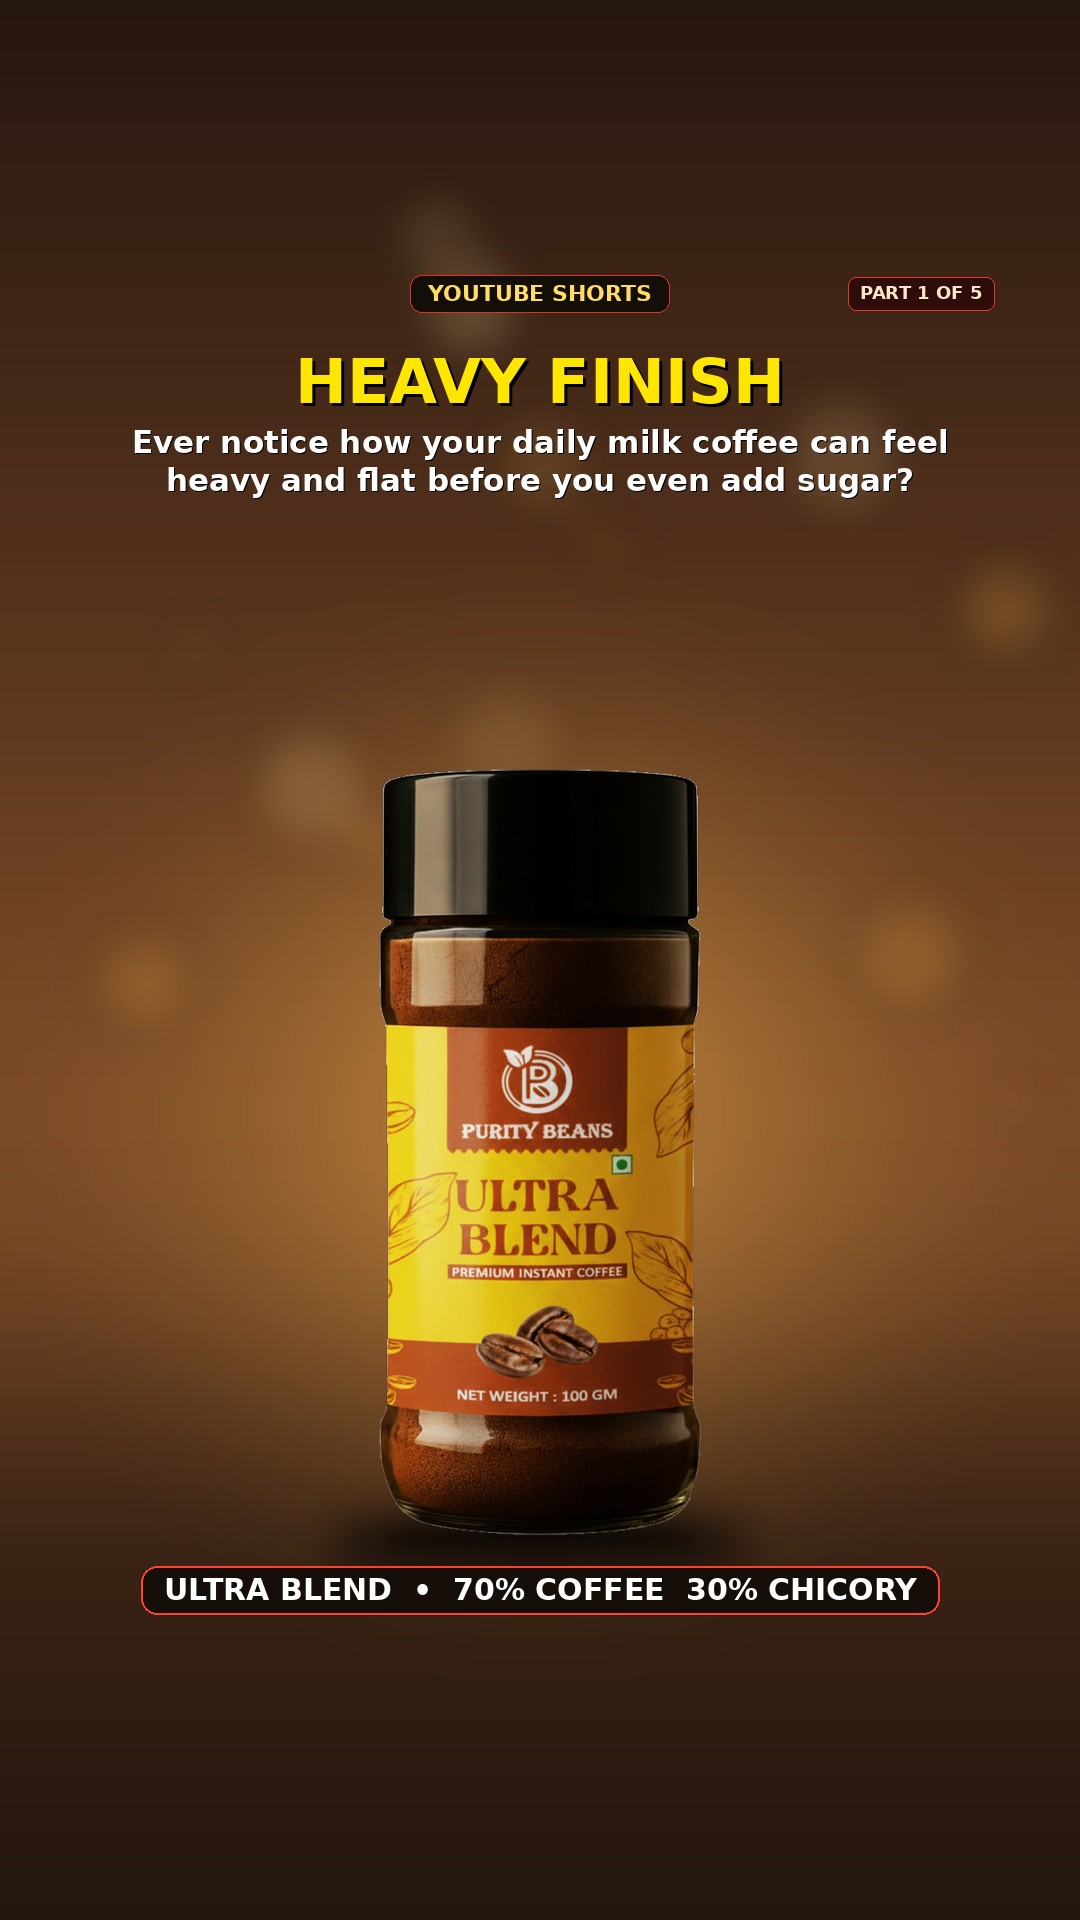 YOUTUBE SHORTS
PART 1 OF 5
HEAVY FINISH
Ever notice how your daily milk coffee can feel
heavy and flat before you even add sugar?
PURITY BEANS
ULTRA
BLEND
PREMIUM INSTANT COFFEE
NET WEIGHT : 100 GM
ULTRA BLEND • 70% COFFEE 30% CHICORY